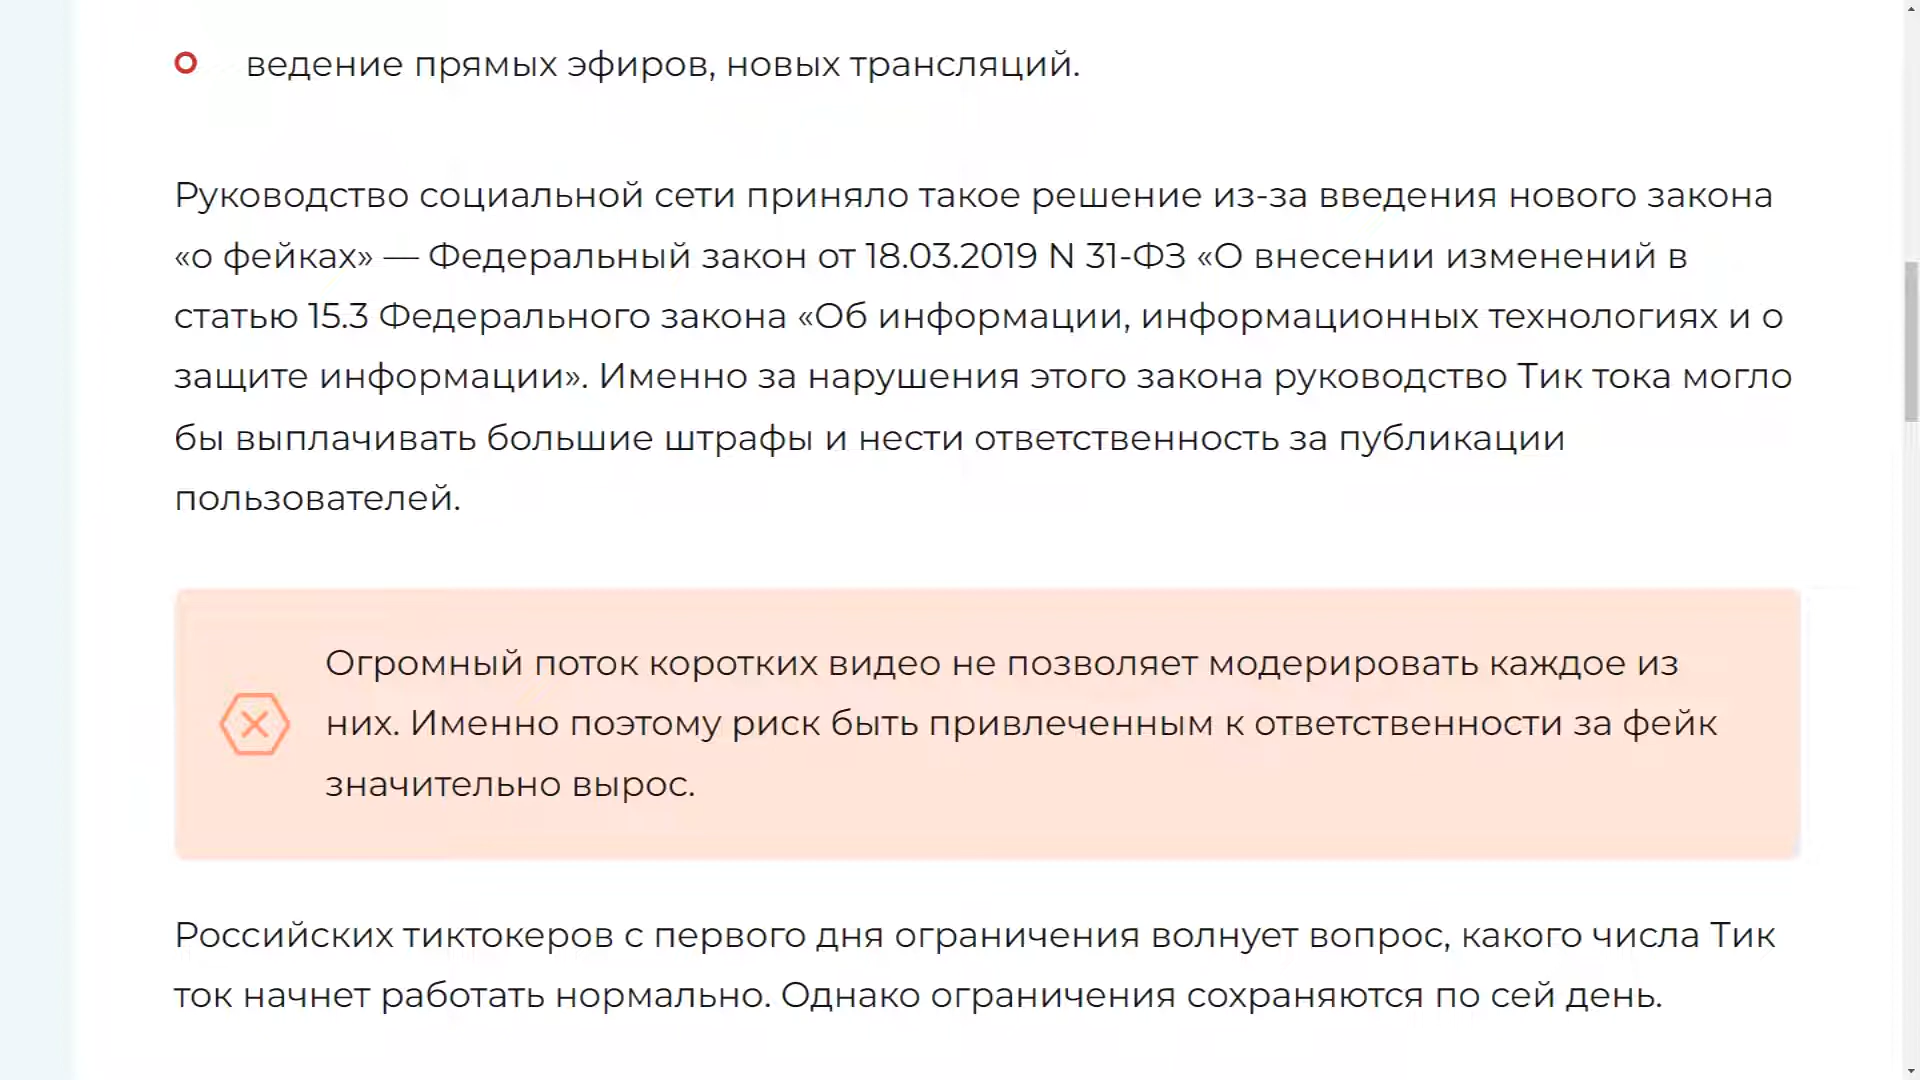 ведение прямых эфиров, новых трансляций.
Руководство социальной сети приняло такое решение из-за введения нового закона
«о фейках» — Федеральный закон от 18.03.2019 N 31-ФЗ «О внесении изменений в
статью 15.3 Федерального закона «Об информации, информационных технологиях и о
защите информации». Именно за нарушения этого закона руководство Тик тока могло
бы выплачивать большие штрафы и нести ответственность за публикации
пользователей.
Огромный поток коротких видео не позволяет модерировать каждое из
них. Именно поэтому риск быть привлеченным к ответственности за фейк
значительно вырос.
Российских тиктокеров с первого дня ограничения волнует вопрос, какого числа Тик
ток начнет работать нормально. Однако ограничения сохраняются по сей день.